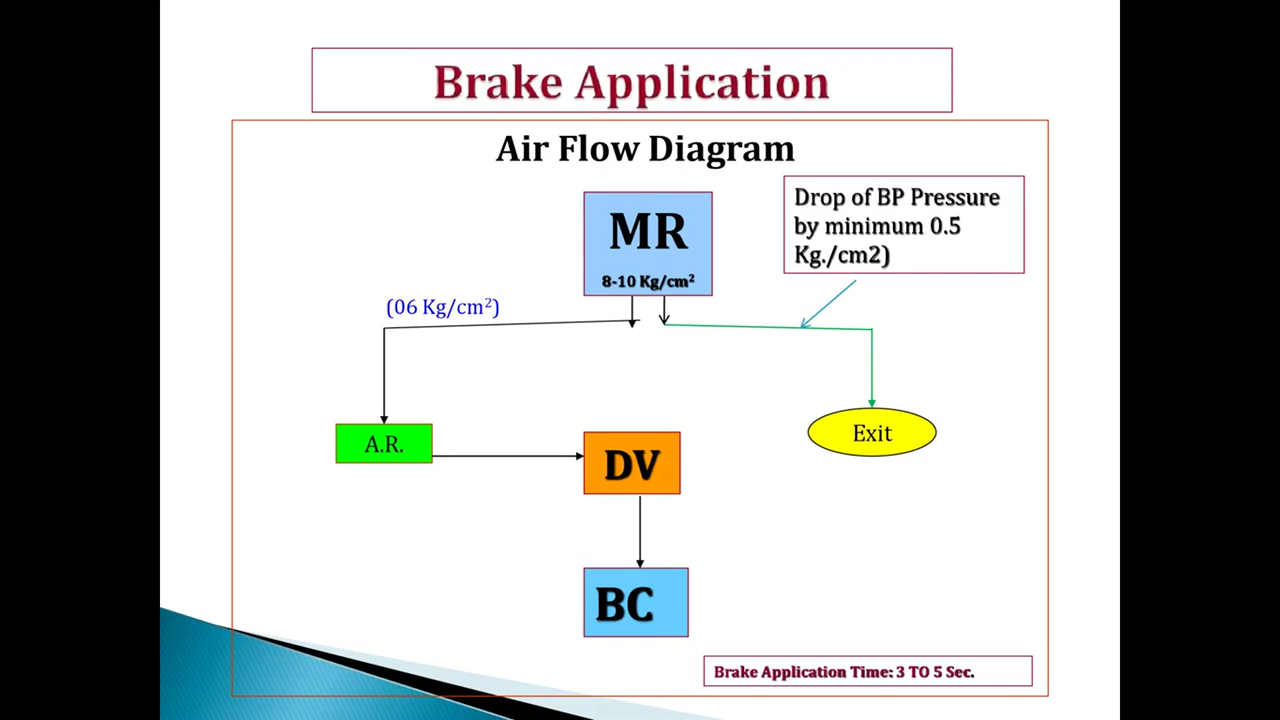 Brake Application
Air Flow Diagram
MR
8-10 Kg/cm²
Drop of BP Pressure
by minimum 0.5
Kg./cm2)
(06 Kg/cm²)
A.R.
DV
Exit
BC
Brake Application Time: 3 TO 5 Sec.